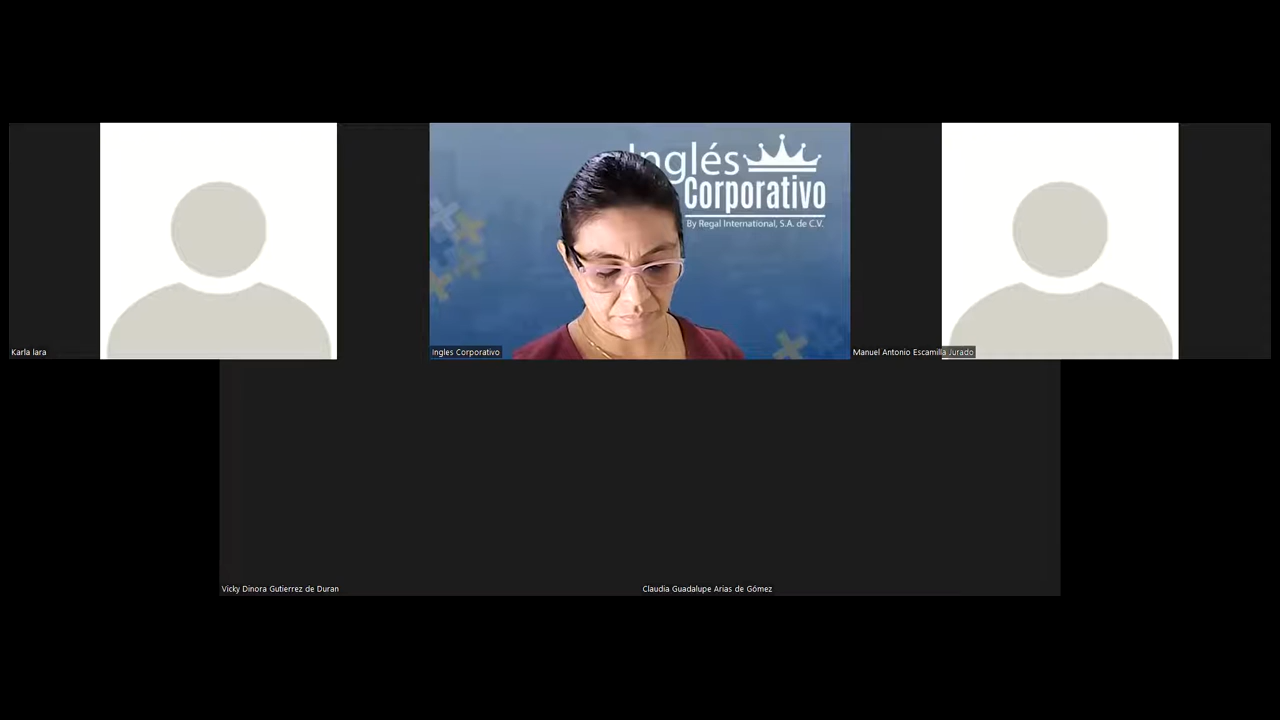 Inglés
Corporativo
By Regal International, S.A. de C.V.
Karla lara
Ingles Corporativo
Manuel Antonio Escamilla Jurado
Vicky Dinora Gutierrez de Duran
Claudia Guadalupe Arias de Gómez